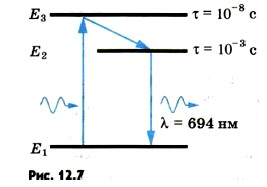 E₃ τ = 10⁻⁸ с
E₂ τ = 10⁻³ с
λ = 694 нм
E₁
Рис. 12.7